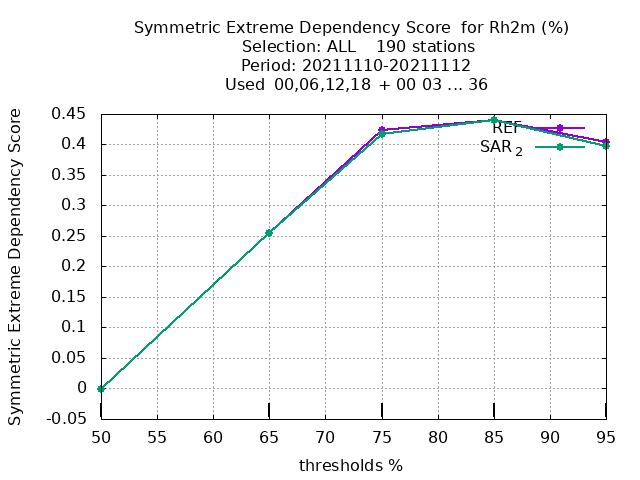 Symmetric Extreme Dependency Score  for Rh2m (%)
Selection: ALL    190 stations
Period: 20211110-20211112
Used  00,06,12,18 + 00 03 ... 36
Symmetric Extreme Dependency Score
0.45
0.4
0.35
0.3
0.25
0.2
0.15
0.1
0.05
0
-0.05
REF
SAR 2
50 55 60 65 70 75 80 85 90 95
thresholds %